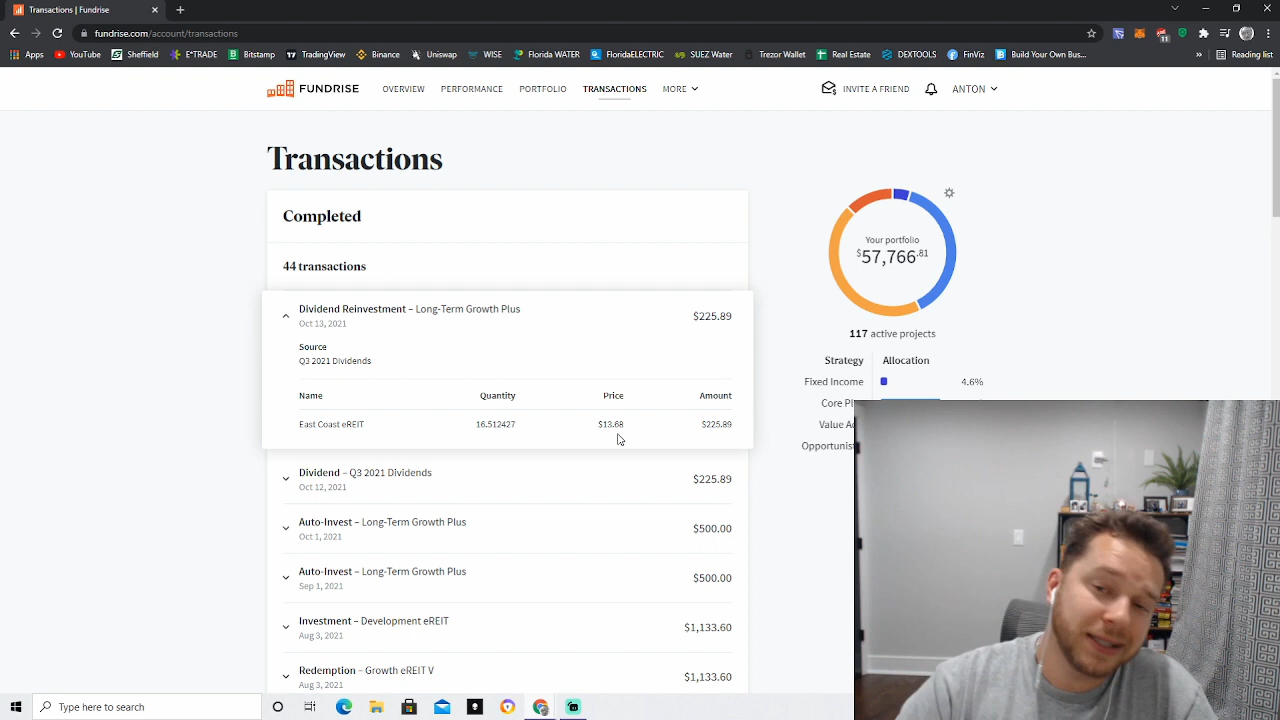 Transactions | Fundrise
fundrise.com/account/transactions
Apps YouTube Sheffield E*TRADE Bitstamp TradingView Binance Uniswap WISE Florida WATER FloridaELECTRIC SUEZ Water Trezor Wallet Real Estate DEXTOOLS FinViz Build Your Own Bus... » Reading list
FUNDRISE OVERVIEW PERFORMANCE PORTFOLIO TRANSACTIONS MORE INVITE A FRIEND ANTON
Transactions
Completed
44 transactions
Dividend Reinvestment – Long-Term Growth Plus $225.89
Oct 13, 2021
Source
Q3 2021 Dividends
Name Quantity Price Amount
East Coast eREIT 16.512427 $13.68 $225.89
Dividend – Q3 2021 Dividends $225.89
Oct 12, 2021
Auto-Invest – Long-Term Growth Plus $500.00
Oct 1, 2021
Auto-Invest – Long-Term Growth Plus $500.00
Sep 1, 2021
Investment – Development eREIT $1,133.60
Aug 3, 2021
Redemption – Growth eREIT V $1,133.60
Aug 3, 2021
Your portfolio
$57,766.81
117 active projects
Strategy Allocation
Fixed Income 4.6%
Core Pl
Value Ad
Opportunist
Type here to search